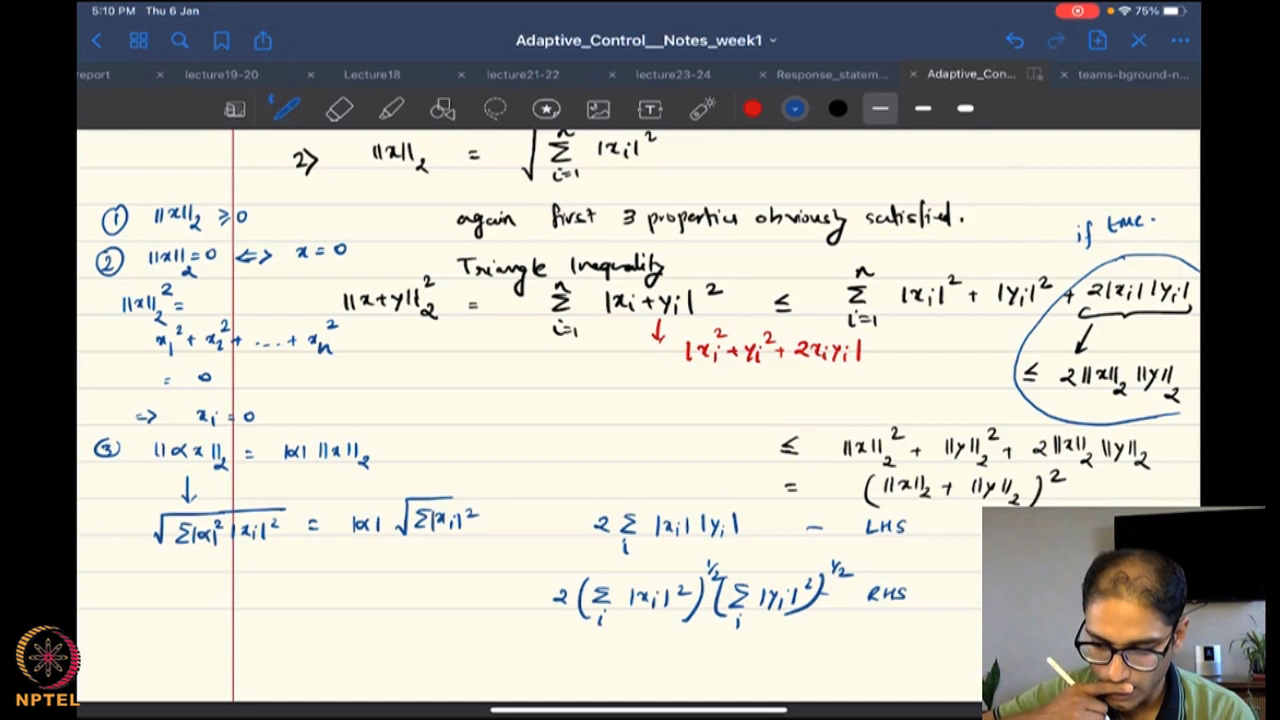 5:10 PM Thu 6 Jan
75%
Adaptive_Control__Notes_week1
report
lecture19-20
Lecture18
lecture21-22
lecture23-24
Response_statem...
Adaptive_Con...
teams-bground-n...
2> ||x||₂ = √ Σ_{i=1}^{n} |xi|²
① ||x||₂ ≥ 0
again first 3 properties obviously satisfied.
if true.
② ||x||₂ = 0 <=> x = 0
Triangle Inequality
||x+y||₂² = Σ_{i=1}^{n} |xi + yi|² ≤ Σ_{i=1}^{n} |xi|² + |yi|² + 2|xi||yi|
||x||₂² =
x₁² + x₂² + .... + xn²
|xi² + yi² + 2xiyi|
≤ 2||x||₂ ||y||₂
= 0
=> xi = 0
③ ||αx||₂ = |α| ||x||₂
≤ ||x||₂² + ||y||₂² + 2||x||₂ ||y||₂
= (||x||₂ + ||y||₂)²
√Σ|α|²|xi|² = |α| √Σ|xi|²
2 Σ_i |xi| |yi| – LHS
2 (Σ_i |xi|²)^{1/2} (Σ_i |yi|²)^{1/2} RHS
NPTEL